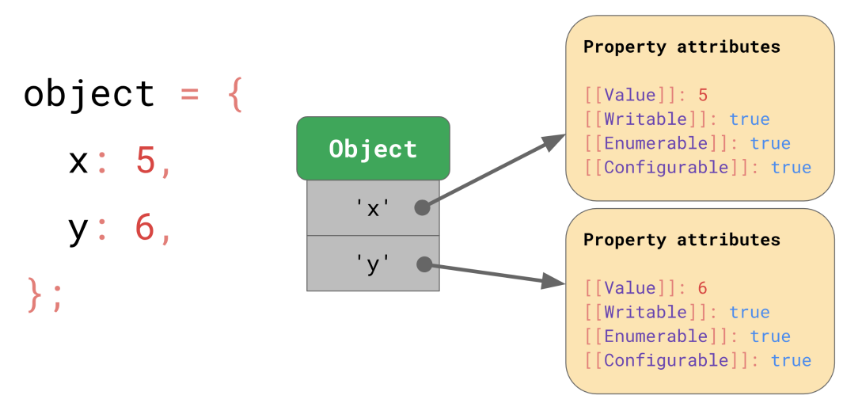 object = {
x: 5,
y: 6,
};
Object
'x'
'y'
Property attributes
[[Value]]: 5
[[Writable]]: true
[[Enumerable]]: true
[[Configurable]]: true
Property attributes
[[Value]]: 6
[[Writable]]: true
[[Enumerable]]: true
[[Configurable]]: true